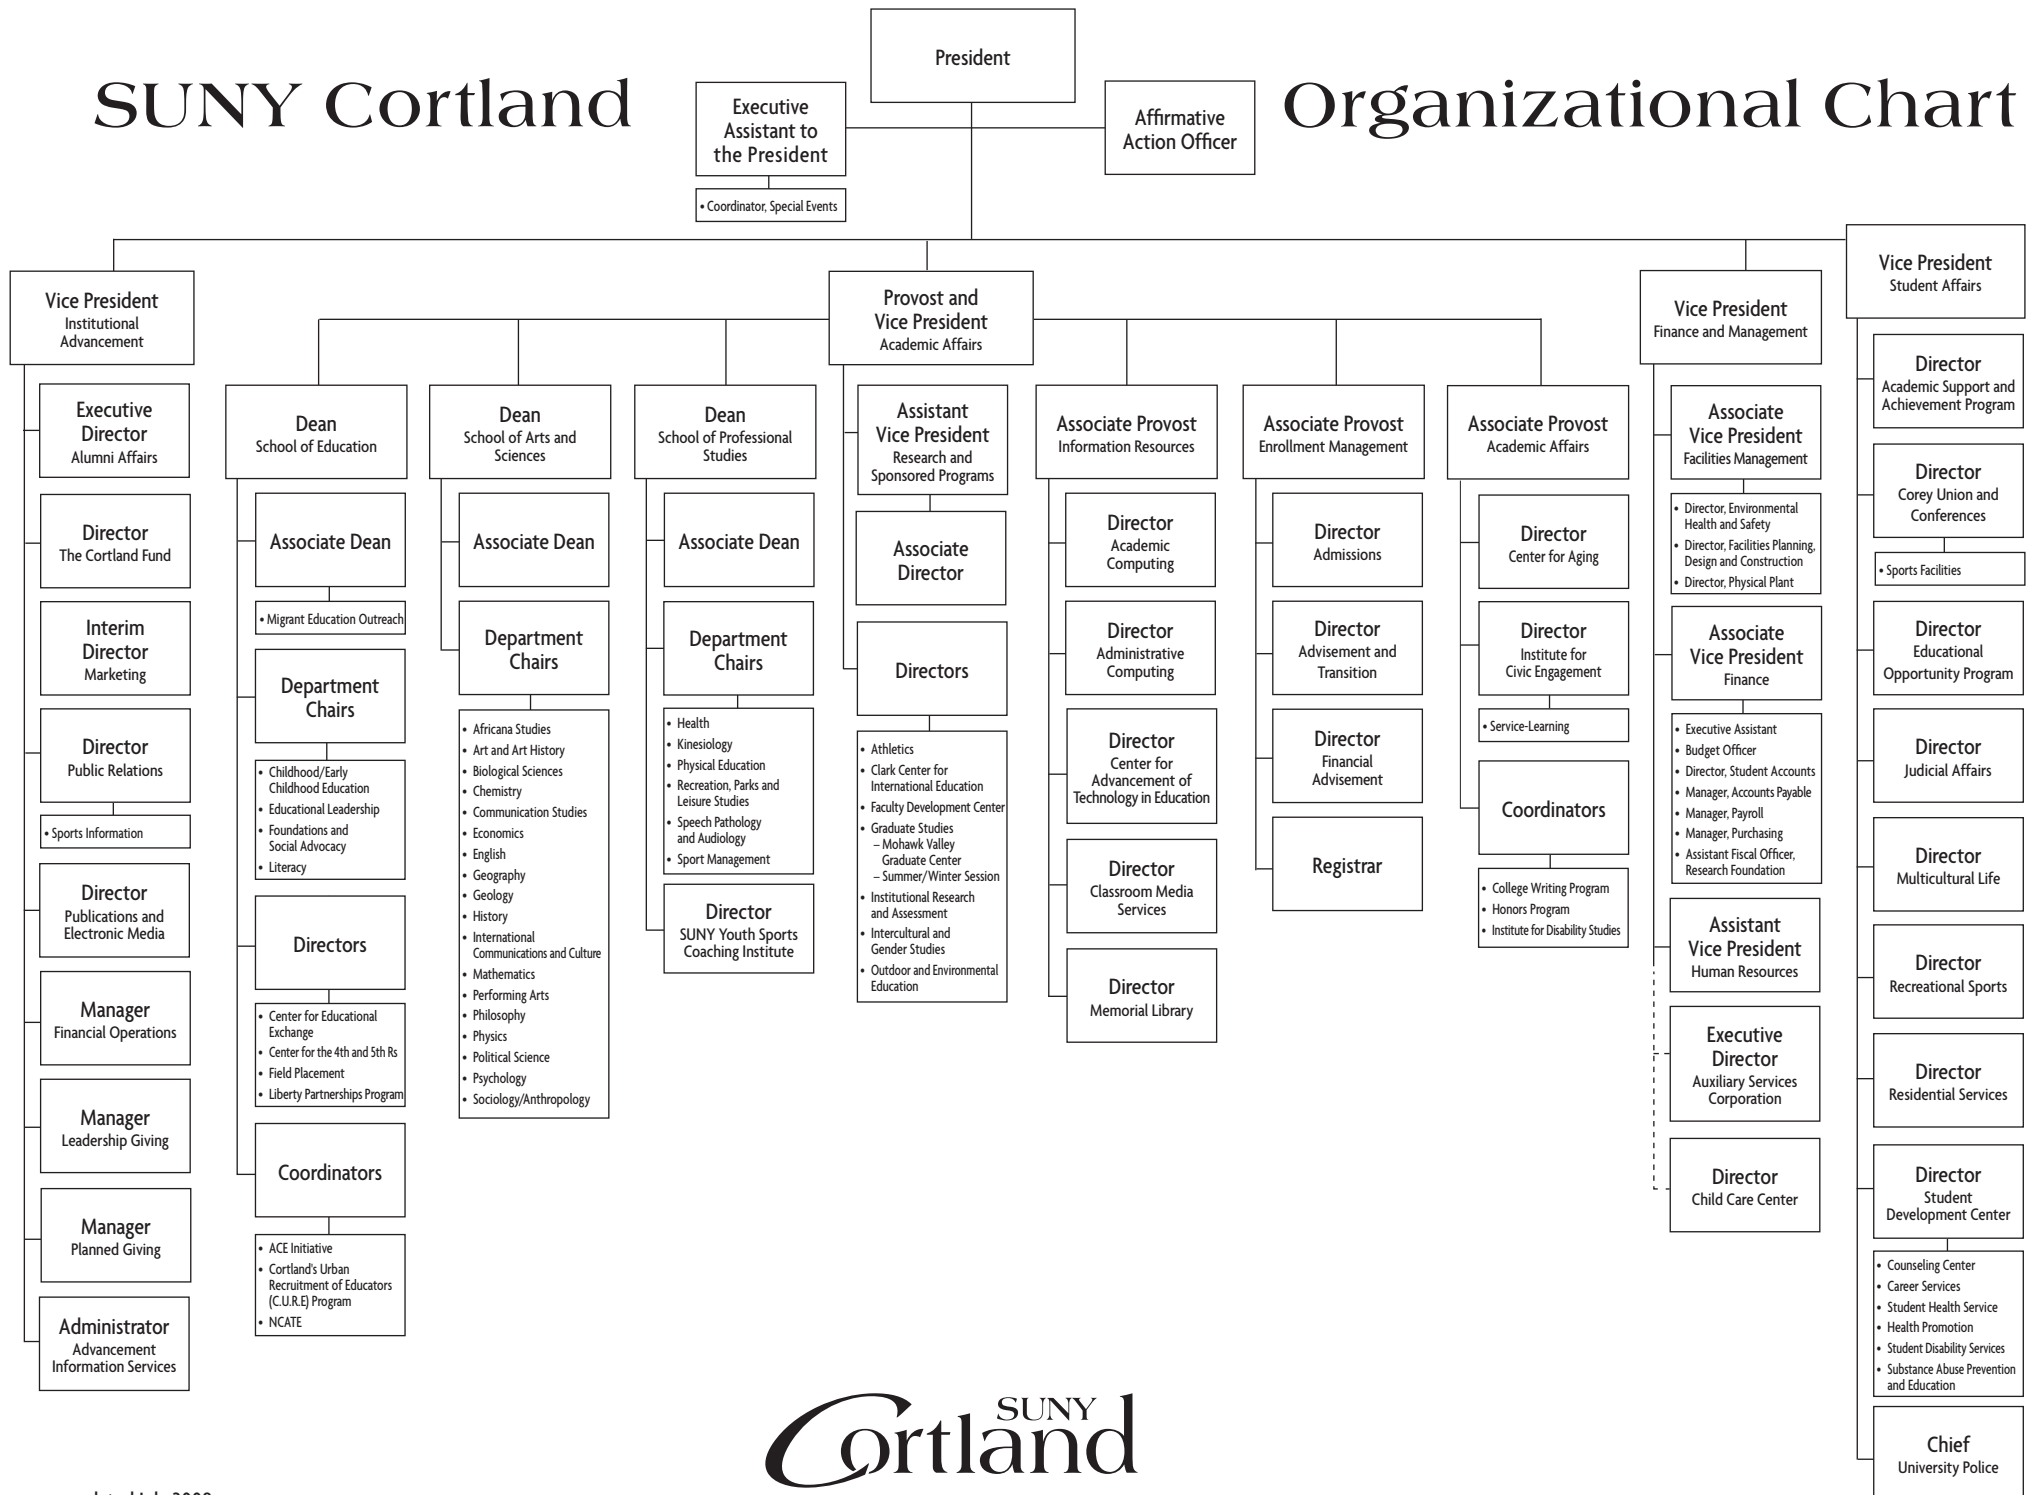 SUNY Cortland
Organizational Chart
President
Executive
Assistant to
the President
• Coordinator, Special Events
Affirmative
Action Officer
Vice President
Institutional
Advancement
Executive
Director
Alumni Affairs
Director
The Cortland Fund
Interim
Director
Marketing
Director
Public Relations
• Sports Information
Director
Publications and
Electronic Media
Manager
Financial Operations
Manager
Leadership Giving
Manager
Planned Giving
Administrator
Advancement
Information Services
Provost and
Vice President
Academic Affairs
Dean
School of Education
Associate Dean
• Migrant Education Outreach
Department
Chairs
• Childhood/Early
Childhood Education
• Educational Leadership
• Foundations and
Social Advocacy
• Literacy
Directors
• Center for Educational
Exchange
• Center for the 4th and 5th Rs
• Field Placement
• Liberty Partnerships Program
Coordinators
• ACE Initiative
• Cortland's Urban
Recruitment of Educators
(C.U.R.E) Program
• NCATE
Dean
School of Arts and
Sciences
Associate Dean
Department
Chairs
• Africana Studies
• Art and Art History
• Biological Sciences
• Chemistry
• Communication Studies
• Economics
• English
• Geography
• Geology
• History
• International
Communications and Culture
• Mathematics
• Performing Arts
• Philosophy
• Physics
• Political Science
• Psychology
• Sociology/Anthropology
Dean
School of Professional
Studies
Associate Dean
Department
Chairs
• Health
• Kinesiology
• Physical Education
• Recreation, Parks and
Leisure Studies
• Speech Pathology
and Audiology
• Sport Management
Director
SUNY Youth Sports
Coaching Institute
Assistant
Vice President
Research and
Sponsored Programs
Associate
Director
Directors
• Athletics
• Clark Center for
International Education
• Faculty Development Center
• Graduate Studies
– Mohawk Valley
Graduate Center
– Summer/Winter Session
• Institutional Research
and Assessment
• Intercultural and
Gender Studies
• Outdoor and Environmental
Education
Associate Provost
Information Resources
Director
Academic
Computing
Director
Administrative
Computing
Director
Center for
Advancement of
Technology in Education
Director
Classroom Media
Services
Director
Memorial Library
Associate Provost
Enrollment Management
Director
Admissions
Director
Advisement and
Transition
Director
Financial
Advisement
Registrar
Associate Provost
Academic Affairs
Director
Center for Aging
Director
Institute for
Civic Engagement
• Service-Learning
Coordinators
• College Writing Program
• Honors Program
• Institute for Disability Studies
Vice President
Finance and Management
Associate
Vice President
Facilities Management
• Director, Environmental
Health and Safety
• Director, Facilities Planning,
Design and Construction
• Director, Physical Plant
Associate
Vice President
Finance
• Executive Assistant
• Budget Officer
• Director, Student Accounts
• Manager, Accounts Payable
• Manager, Payroll
• Manager, Purchasing
• Assistant Fiscal Officer,
Research Foundation
Assistant
Vice President
Human Resources
Executive
Director
Auxiliary Services
Corporation
Director
Child Care Center
Vice President
Student Affairs
Director
Academic Support and
Achievement Program
Director
Corey Union and
Conferences
• Sports Facilities
Director
Educational
Opportunity Program
Director
Judicial Affairs
Director
Multicultural Life
Director
Recreational Sports
Director
Residential Services
Director
Student
Development Center
• Counseling Center
• Career Services
• Student Health Service
• Health Promotion
• Student Disability Services
• Substance Abuse Prevention
and Education
Chief
University Police
SUNY
Cortland